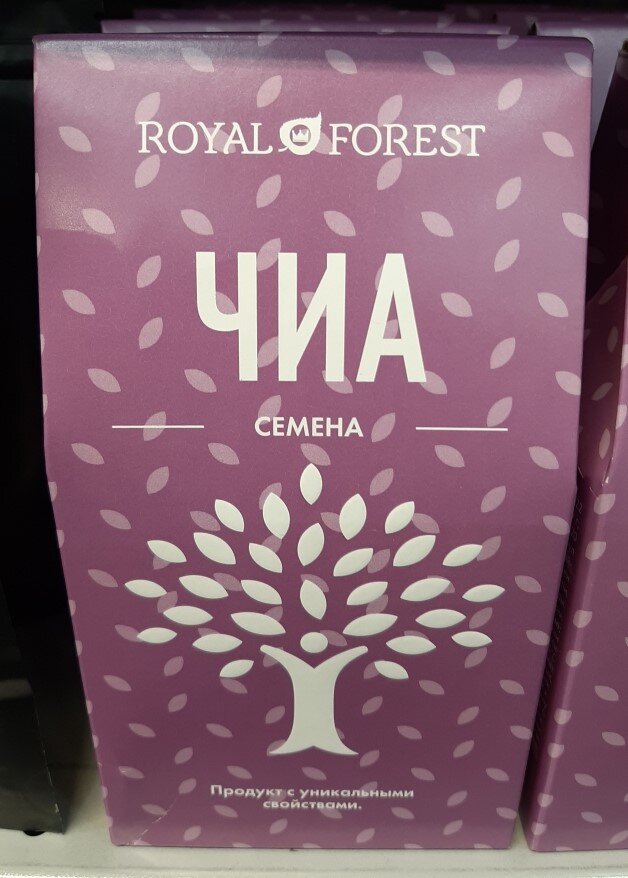 ROYAL FOREST
ЧИА
СЕМЕНА
Продукт с уникальными
свойствами.